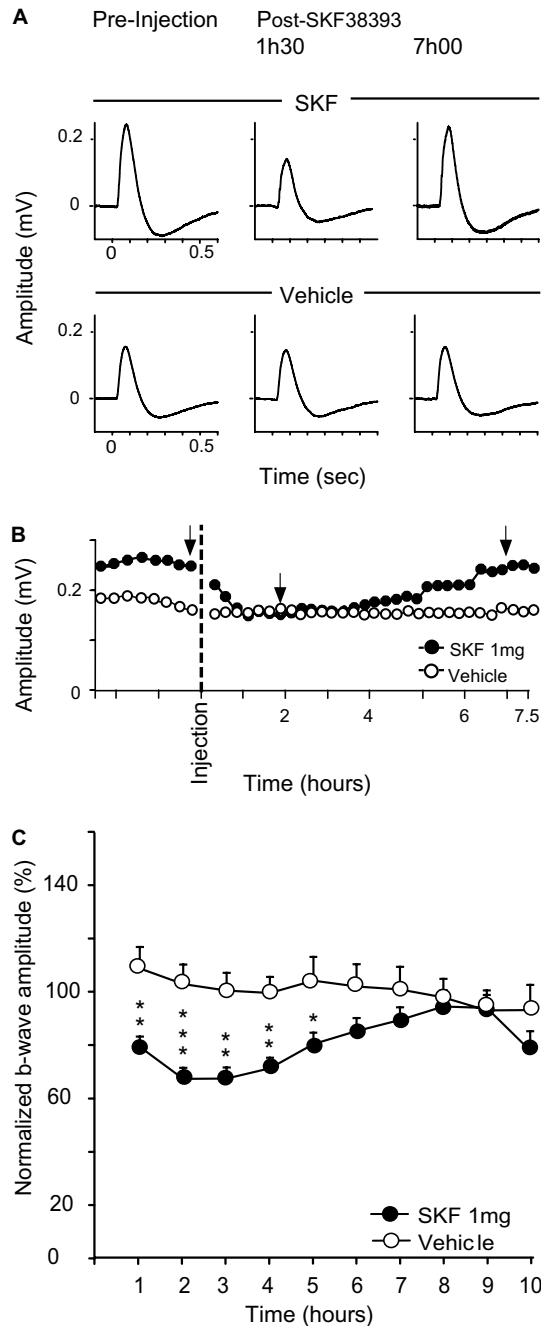 A
Pre-Injection Post-SKF38393
1h30 7h00
SKF
0.2
0
0 0.5
Amplitude (mV)
Vehicle
0.2
0
0 0.5
Time (sec)
B
0.2
0
Amplitude (mV)
SKF 1mg
Vehicle
Injection
2 4 6 7.5
Time (hours)
C
140
100
60
20
0
Normalized b-wave amplitude (%)
** *** ** ** *
SKF 1mg
Vehicle
1 2 3 4 5 6 7 8 9 10
Time (hours)